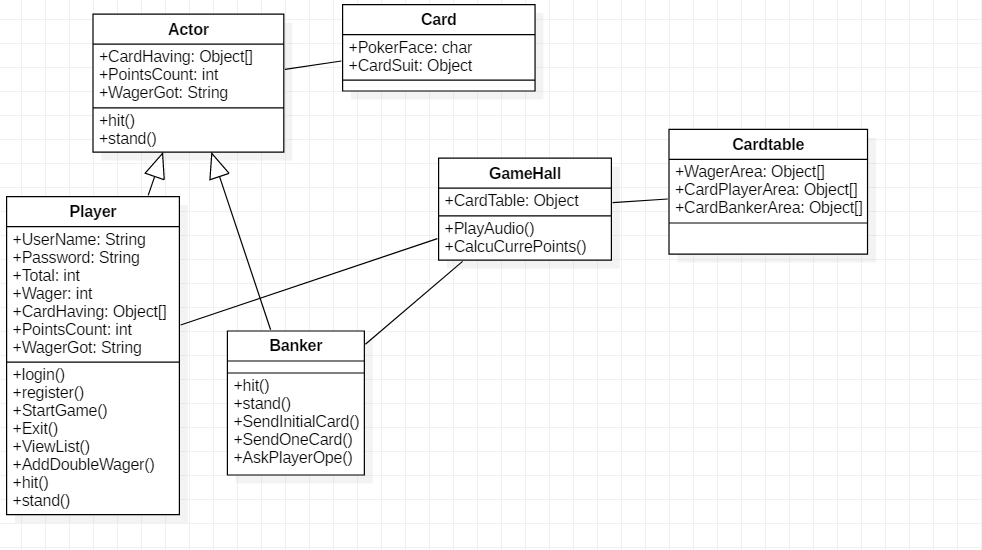 Actor
+CardHaving: Object[]
+PointsCount: int
+WagerGot: String
+hit()
+stand()
Card
+PokerFace: char
+CardSuit: Object
Cardtable
+WagerArea: Object[]
+CardPlayerArea: Object[]
+CardBankerArea: Object[]
GameHall
+CardTable: Object
+PlayAudio()
+CalcuCurrePoints()
Player
+UserName: String
+Password: String
+Total: int
+Wager: int
+CardHaving: Object[]
+PointsCount: int
+WagerGot: String
+login()
+register()
+StartGame()
+Exit()
+ViewList()
+AddDoubleWager()
+hit()
+stand()
Banker
+hit()
+stand()
+SendInitialCard()
+SendOneCard()
+AskPlayerOpe()